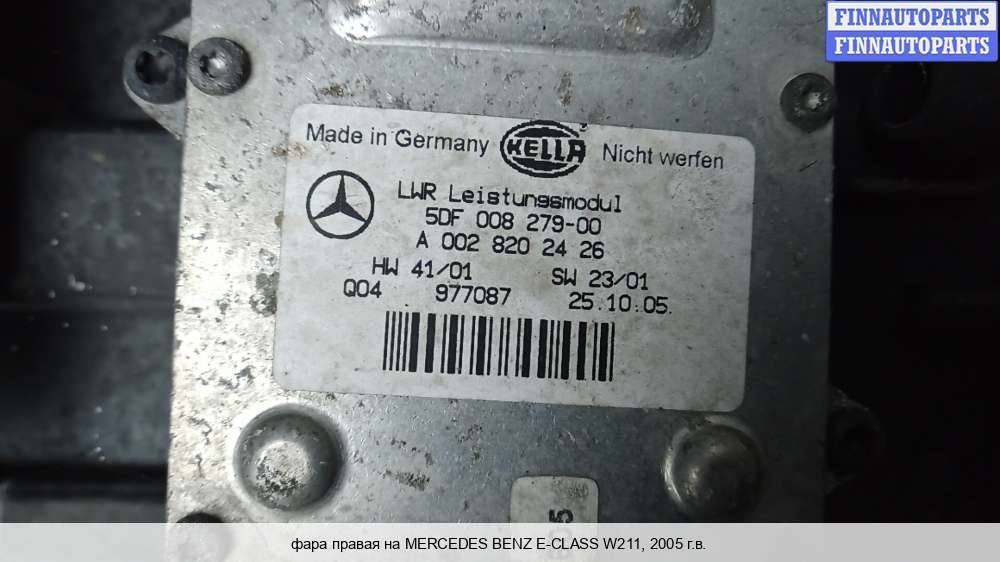 FINNAUTOPARTS
FINNAUTOPARTS
Made in Germany HELLA Nicht werfen
LWR Leistungsmodul
5DF 008 279-00
A 002 820 24 26
HW 41/01 SW 23/01
Q04 977087 25.10.05.
фара правая на MERCEDES BENZ E-CLASS W211, 2005 г.в.